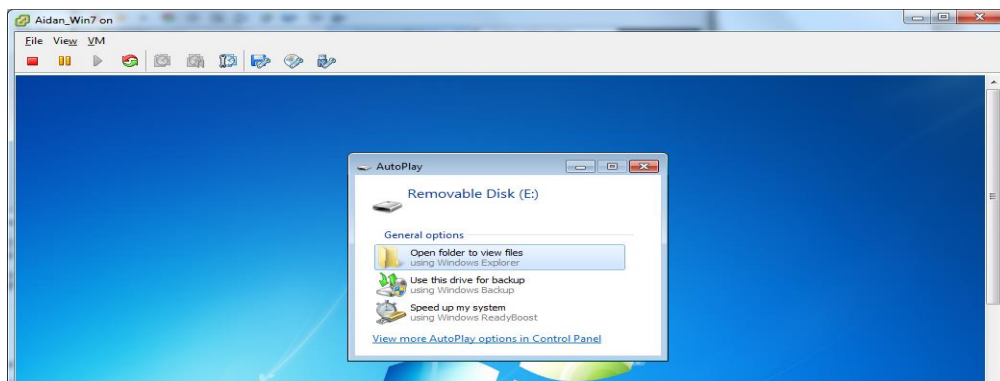 Aidan_Win7 on
File View VM
AutoPlay
Removable Disk (E:)
General options
Open folder to view files
using Windows Explorer
Use this drive for backup
using Windows Backup
Speed up my system
using Windows ReadyBoost
View more AutoPlay options in Control Panel